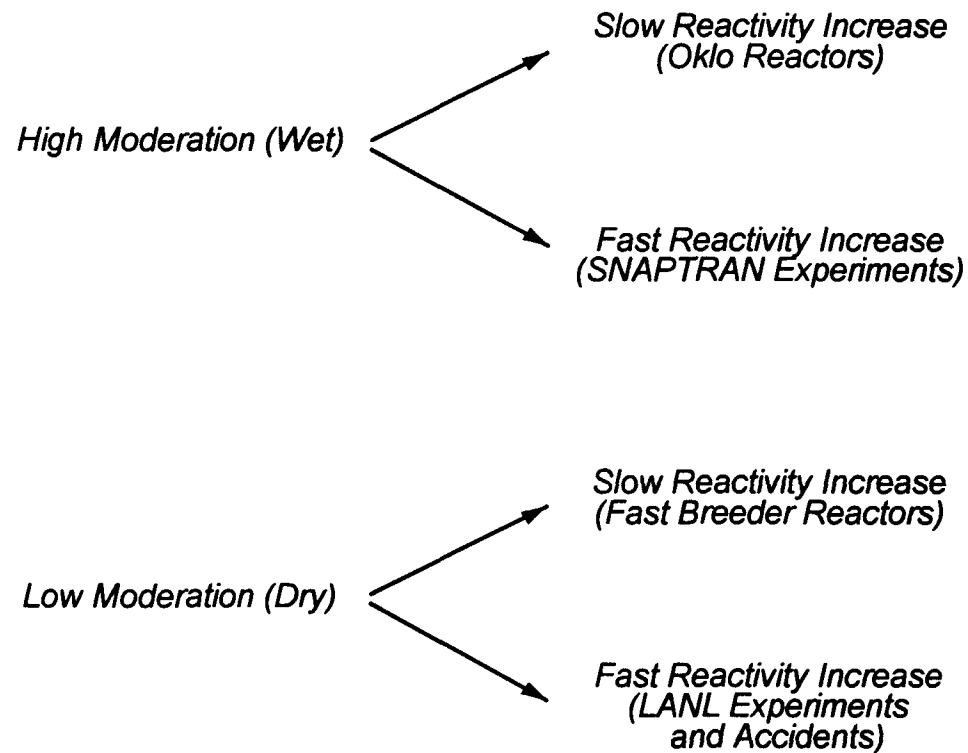 Slow Reactivity Increase
(Oklo Reactors)
High Moderation (Wet)
Fast Reactivity Increase
(SNAPTRAN Experiments)
Slow Reactivity Increase
(Fast Breeder Reactors)
Low Moderation (Dry)
Fast Reactivity Increase
(LANL Experiments
and Accidents)